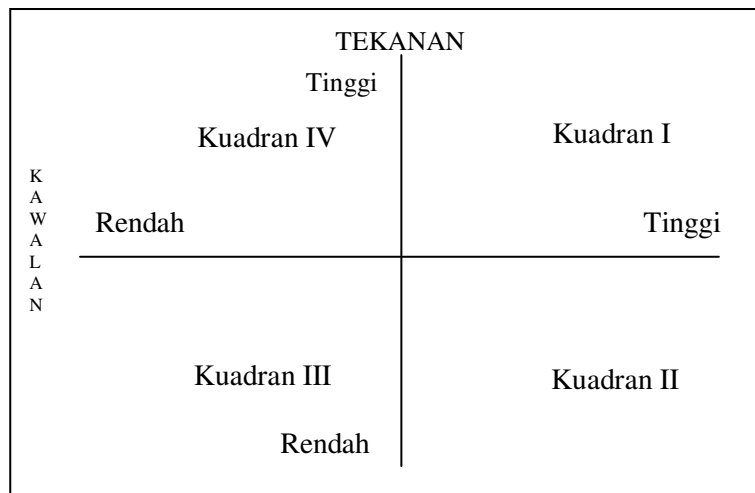 TEKANAN
Tinggi
Kuadran IV
Kuadran I
K
A
W
A
L
A
N
Rendah
Tinggi
Kuadran III
Kuadran II
Rendah